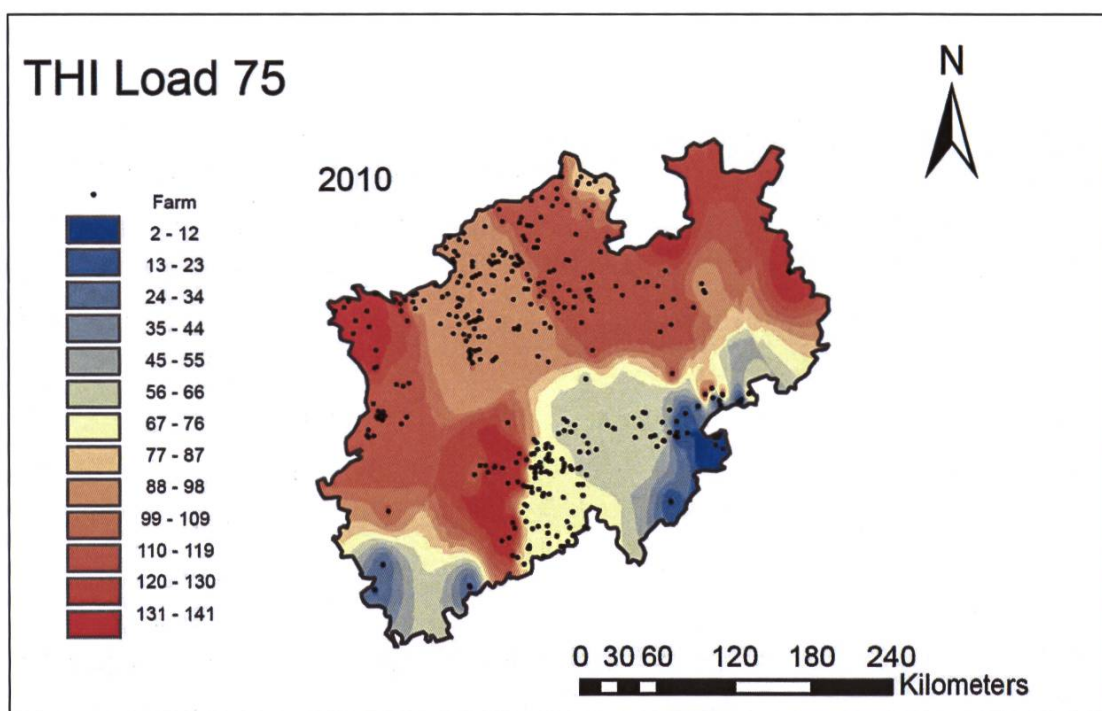 THI Load 75
N
2010
Farm
2 - 12
13 - 23
24 - 34
35 - 44
45 - 55
56 - 66
67 - 76
77 - 87
88 - 98
99 - 109
110 - 119
120 - 130
131 - 141
0 30 60 120 180 240
Kilometers